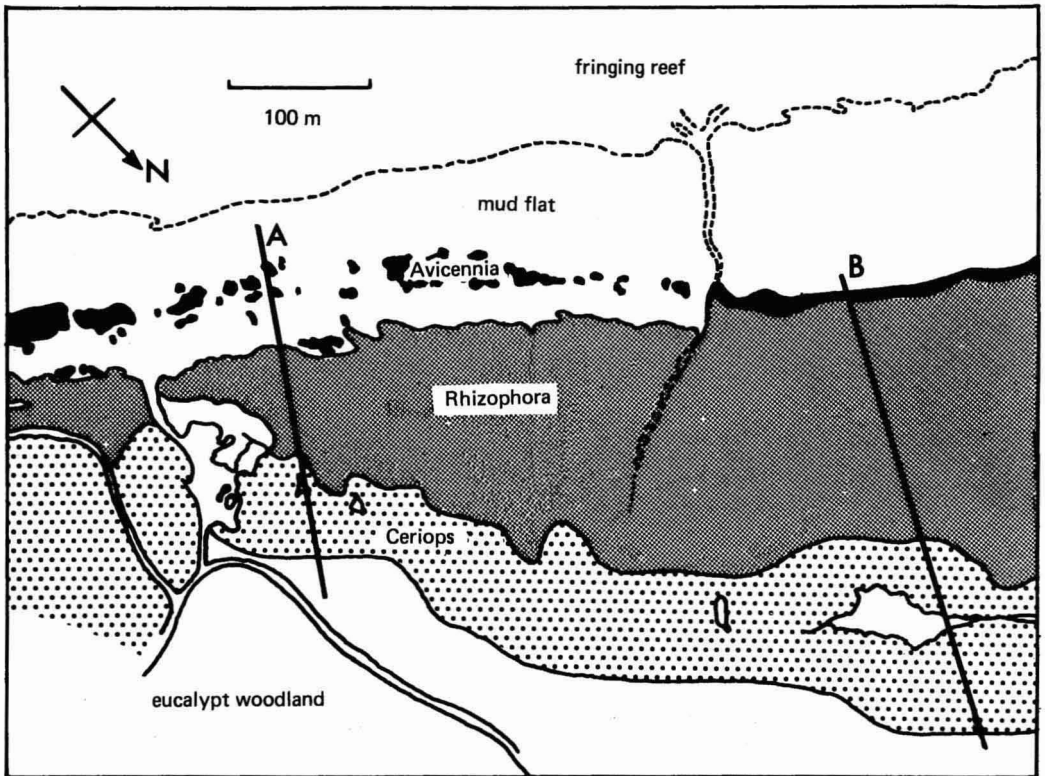 fringing reef
100 m
N
mud flat
A
Avicennia
B
Rhizophora
Ceriops
eucalypt woodland